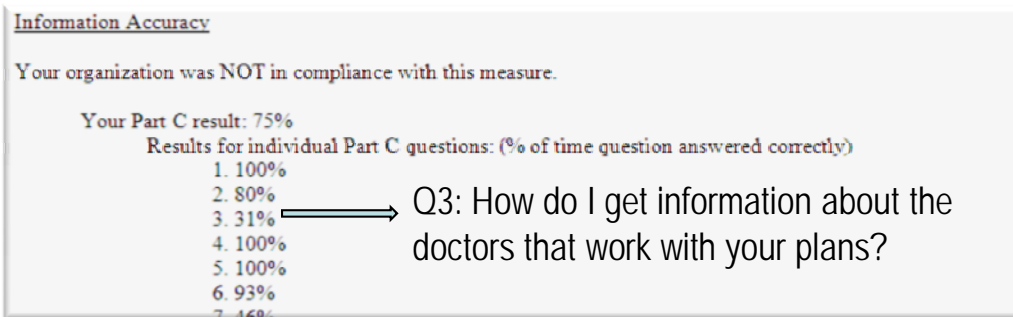 Information Accuracy
Your organization was NOT in compliance with this measure.
Your Part C result: 75%
Results for individual Part C questions: (% of time question answered correctly)
1. 100%
2. 80%
3. 31%
Q3: How do I get information about the
doctors that work with your plans?
4. 100%
5. 100%
6. 93%
7. 46%